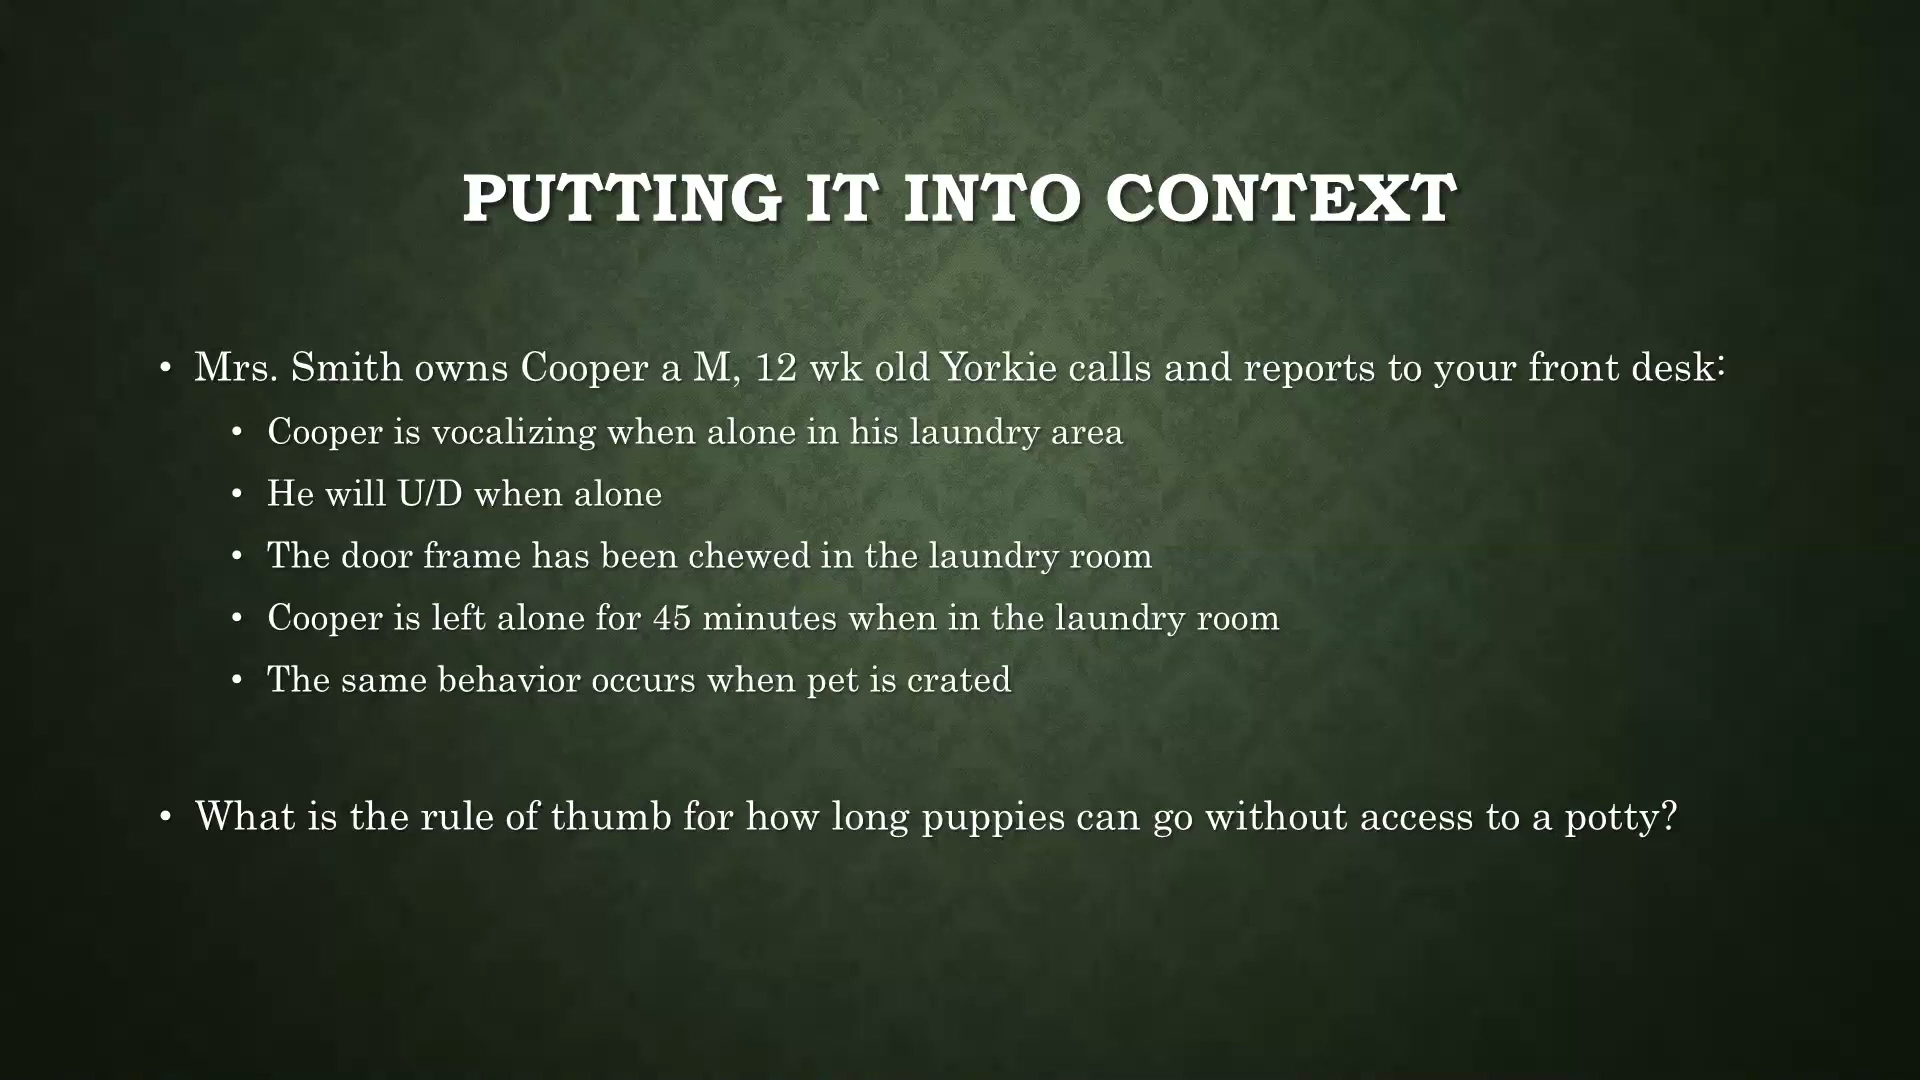 PUTTING IT INTO CONTEXT
• Mrs. Smith owns Cooper a M, 12 wk old Yorkie calls and reports to your front desk:
• Cooper is vocalizing when alone in his laundry area
• He will U/D when alone
• The door frame has been chewed in the laundry room
• Cooper is left alone for 45 minutes when in the laundry room
• The same behavior occurs when pet is crated
• What is the rule of thumb for how long puppies can go without access to a potty?